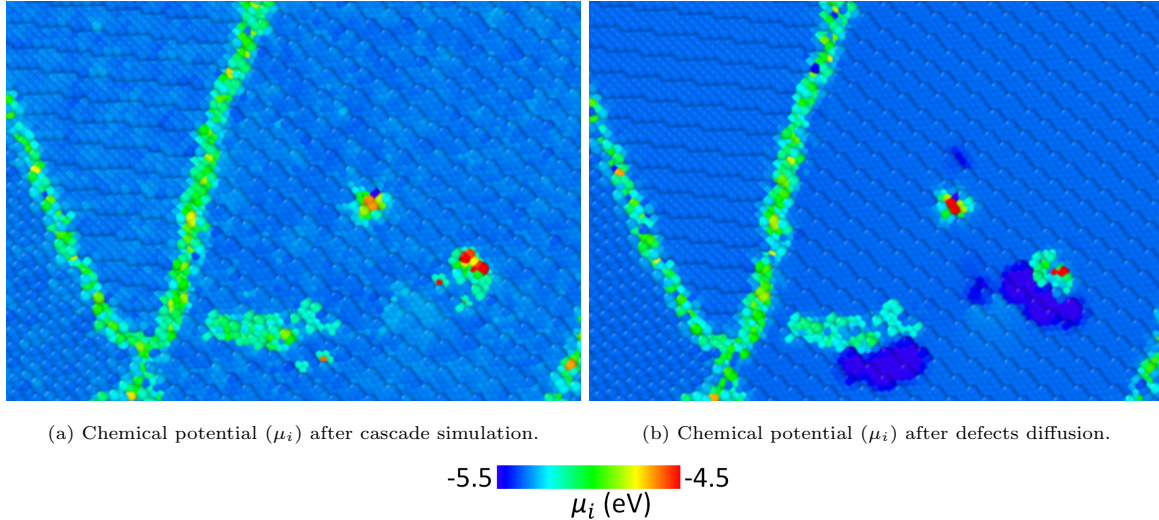 (a) Chemical potential (μᵢ) after cascade simulation.
(b) Chemical potential (μᵢ) after defects diffusion.
-5.5 -4.5
μᵢ (eV)